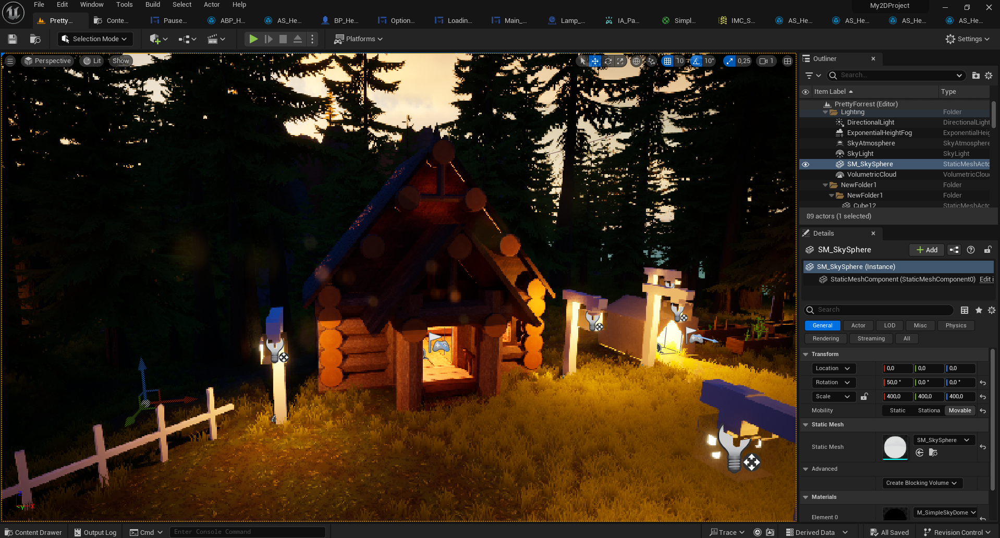 File Edit Window Tools Build Select Actor Help
My2DProject
Pretty... Conte... Pause... ABP_H... AS_He... BP_He... Option... Loadin... Main_... Lamp_... IA_Pa... Simpl... IMC_S... AS_He... AS_He... AS_He... AS_He...
Selection Mode Platforms Settings
Perspective Lit Show 10 10° 0,25 1
Outliner
Search...
Item Label Type
PrettyForrest (Editor)
Lighting Folder
DirectionalLight DirectionalLight
ExponentialHeightFog ExponentialHeig
SkyAtmosphere SkyAtmosphere
SkyLight SkyLight
SM_SkySphere StaticMeshActo
VolumetricCloud VolumetricClou
NewFolder1 Folder
NewFolder1 Folder
Cube12 StaticMeshActo
89 actors (1 selected)
Details
SM_SkySphere Add
SM_SkySphere (Instance)
StaticMeshComponent (StaticMeshComponent0) Edit i
Search
General Actor LOD Misc Physics
Rendering Streaming All
Transform
Location 0,0 0,0 0,0
Rotation 50,0 ° 0,0 ° 0,0 °
Scale 400,0 400,0 400,0
Mobility Static Stationa Movable
Static Mesh
Static Mesh SM_SkySphere
Advanced
Create Blocking Volume
Materials
Element 0 M_SimpleSkyDome
Z
Y X
Content Drawer Output Log Cmd Enter Console Command Trace Derived Data All Saved Revision Control